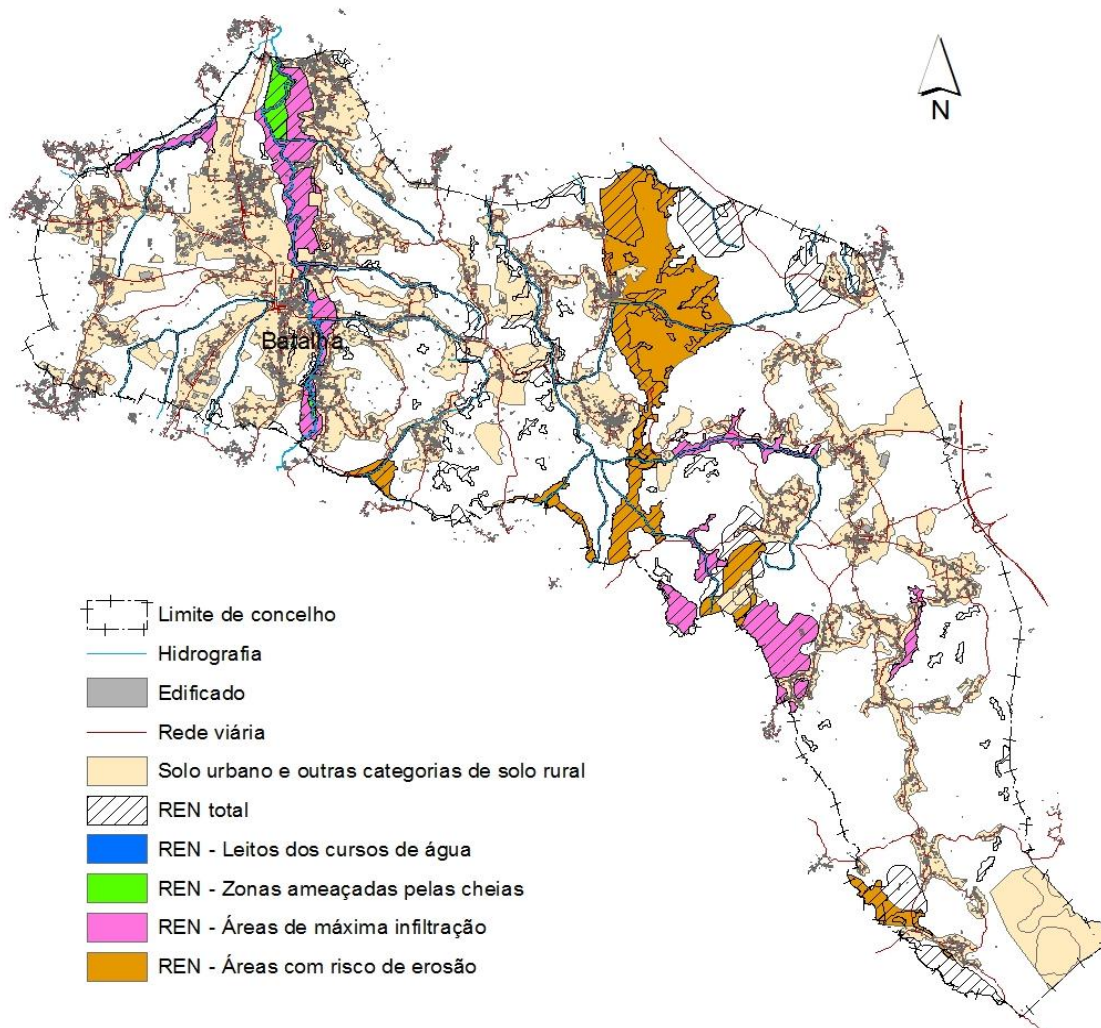 N
Batalha
Limite de concelho
Hidrografia
Edificado
Rede viária
Solo urbano e outras categorias de solo rural
REN total
REN - Leitos dos cursos de água
REN - Zonas ameaçadas pelas cheias
REN - Áreas de máxima infiltração
REN - Áreas com risco de erosão